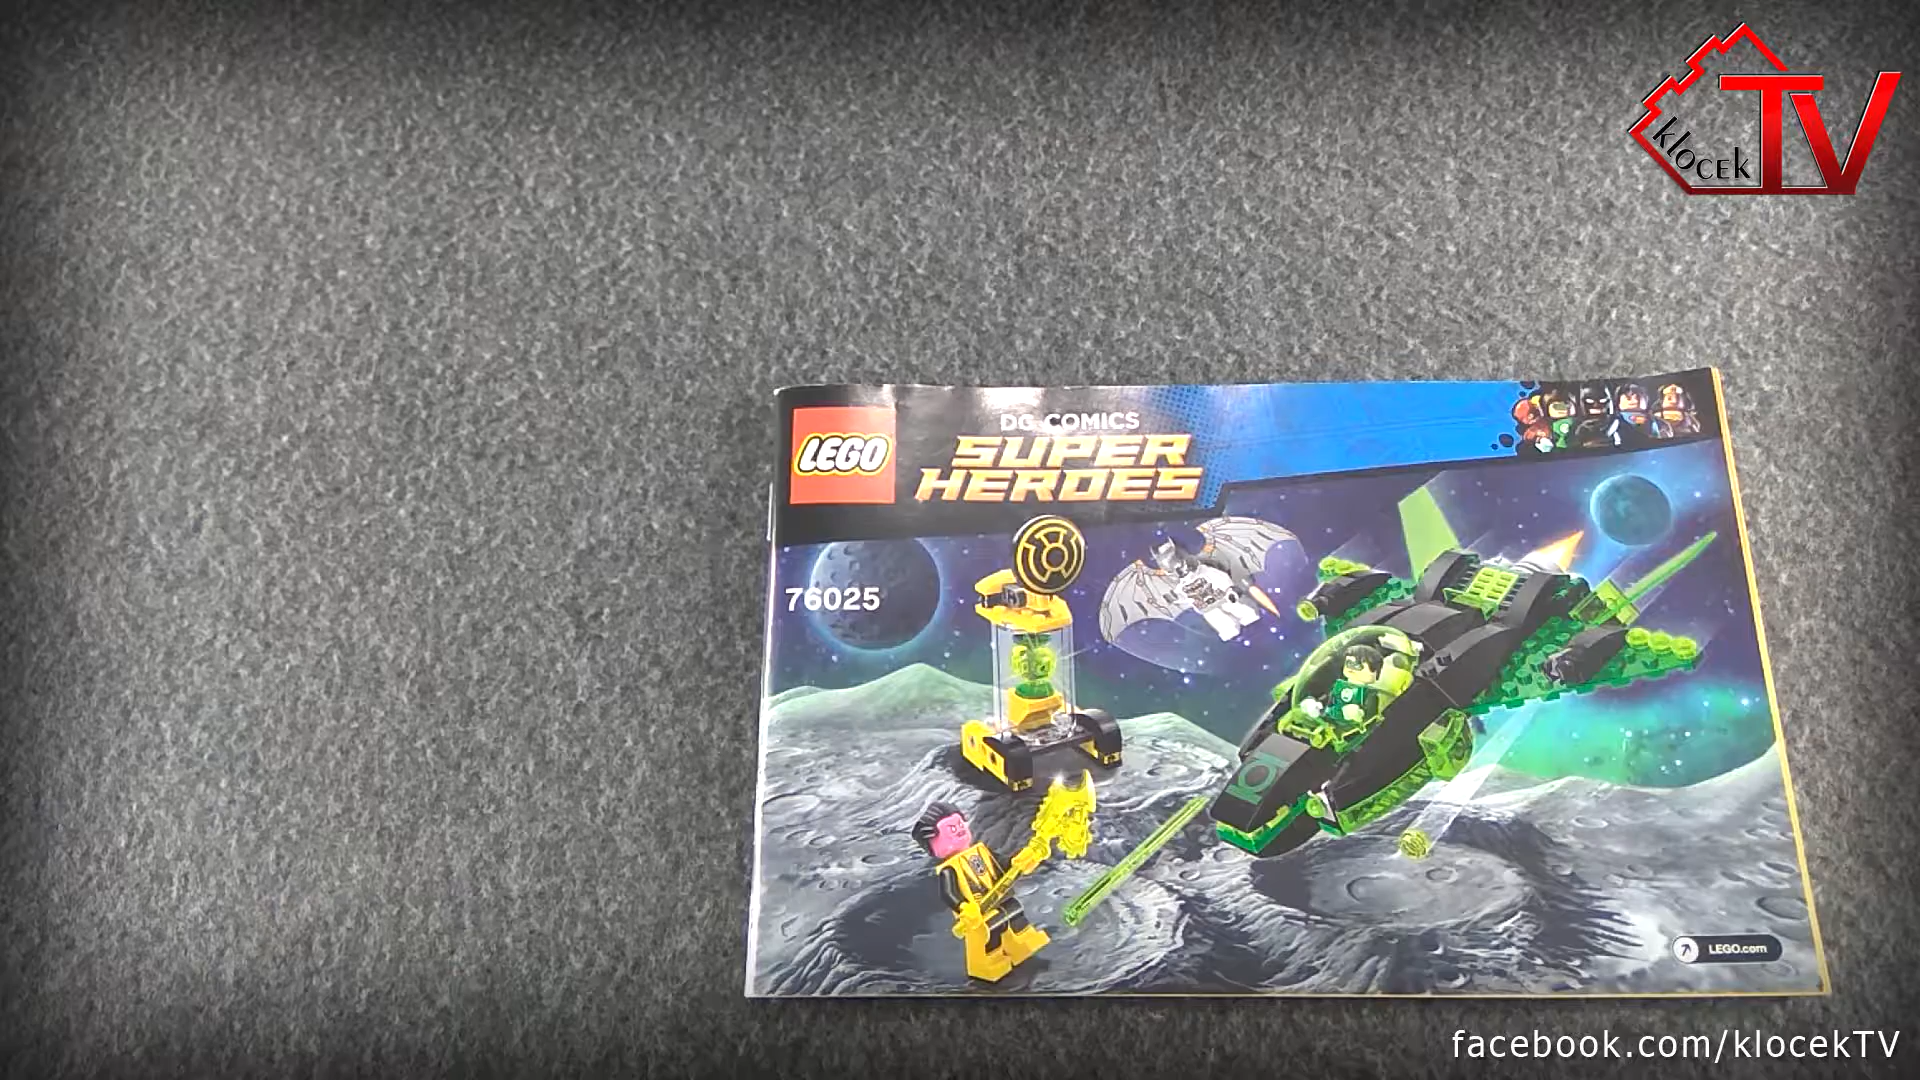 klocek TV
LEGO
DC COMICS
SUPER
HEROES
76025
LEGO.com
facebook.com/klocekTV